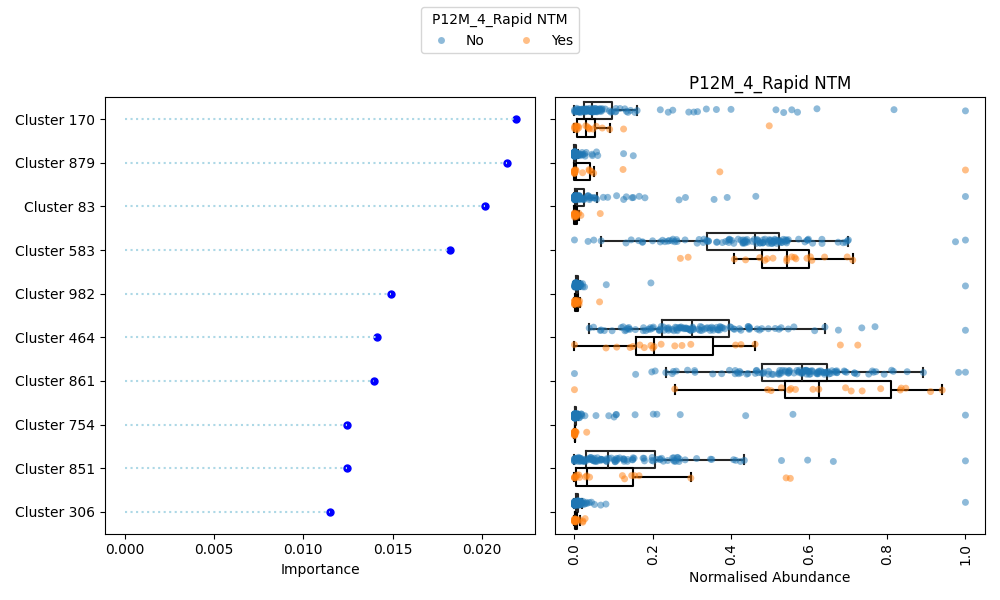 P12M_4_Rapid NTM
No Yes
P12M_4_Rapid NTM
Cluster 170
Cluster 879
Cluster 83
Cluster 583
Cluster 982
Cluster 464
Cluster 861
Cluster 754
Cluster 851
Cluster 306
0.000 0.005 0.010 0.015 0.020
Importance
0.0 0.2 0.4 0.6 0.8 1.0
Normalised Abundance